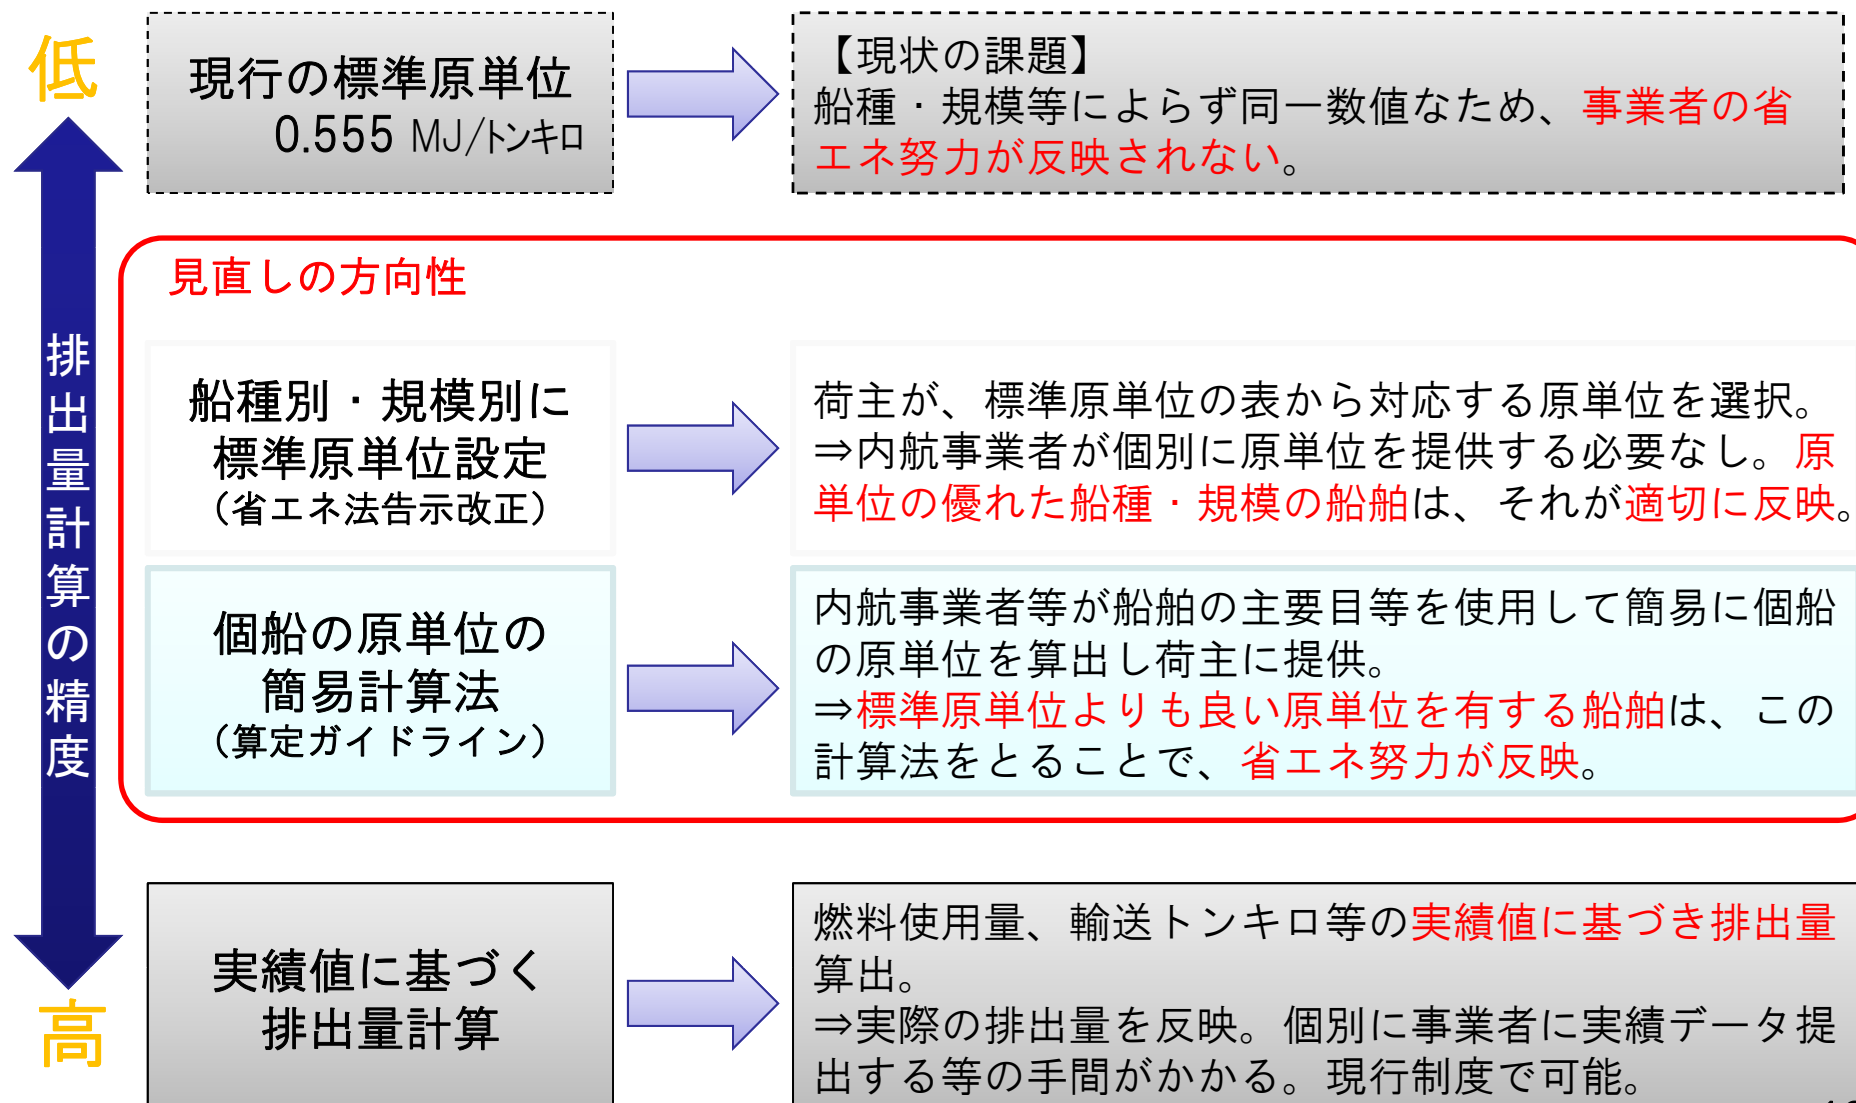 低
現行の標準原単位
0.555 MJ/トンキロ
【現状の課題】
船種・規模等によらず同一数値なため、事業者の省
エネ努力が反映されない。
見直しの方向性
排出量計算の精度
船種別・規模別に
標準原単位設定
（省エネ法告示改正）
荷主が、標準原単位の表から対応する原単位を選択。
⇒内航事業者が個別に原単位を提供する必要なし。原
単位の優れた船種・規模の船舶は、それが適切に反映。
個船の原単位の
簡易計算法
（算定ガイドライン）
内航事業者等が船舶の主要目等を使用して簡易に個船
の原単位を算出し荷主に提供。
⇒標準原単位よりも良い原単位を有する船舶は、この
計算法をとることで、省エネ努力が反映。
高
実績値に基づく
排出量計算
燃料使用量、輸送トンキロ等の実績値に基づき排出量
算出。
⇒実際の排出量を反映。個別に事業者に実績データ提
出する等の手間がかかる。現行制度で可能。